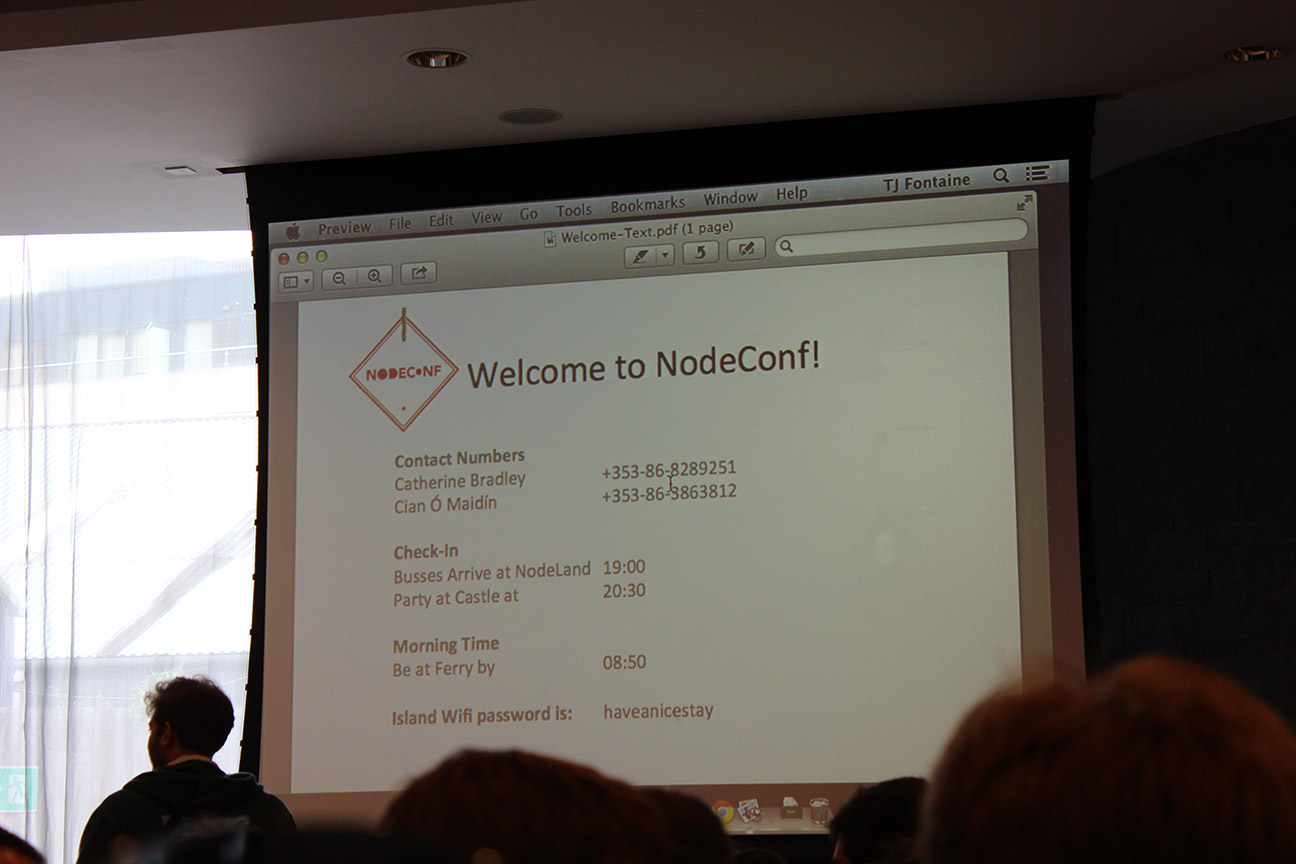 Preview File Edit View Go Tools Bookmarks Window Help TJ Fontaine
Welcome-Text.pdf (1 page)
NODECONF
Welcome to NodeConf!
Contact Numbers
Catherine Bradley +353-86-8289251
Cian Ó Maidín +353-86-3863812
Check-In
Busses Arrive at NodeLand 19:00
Party at Castle at 20:30
Morning Time
Be at Ferry by 08:50
Island Wifi password is: haveanicestay